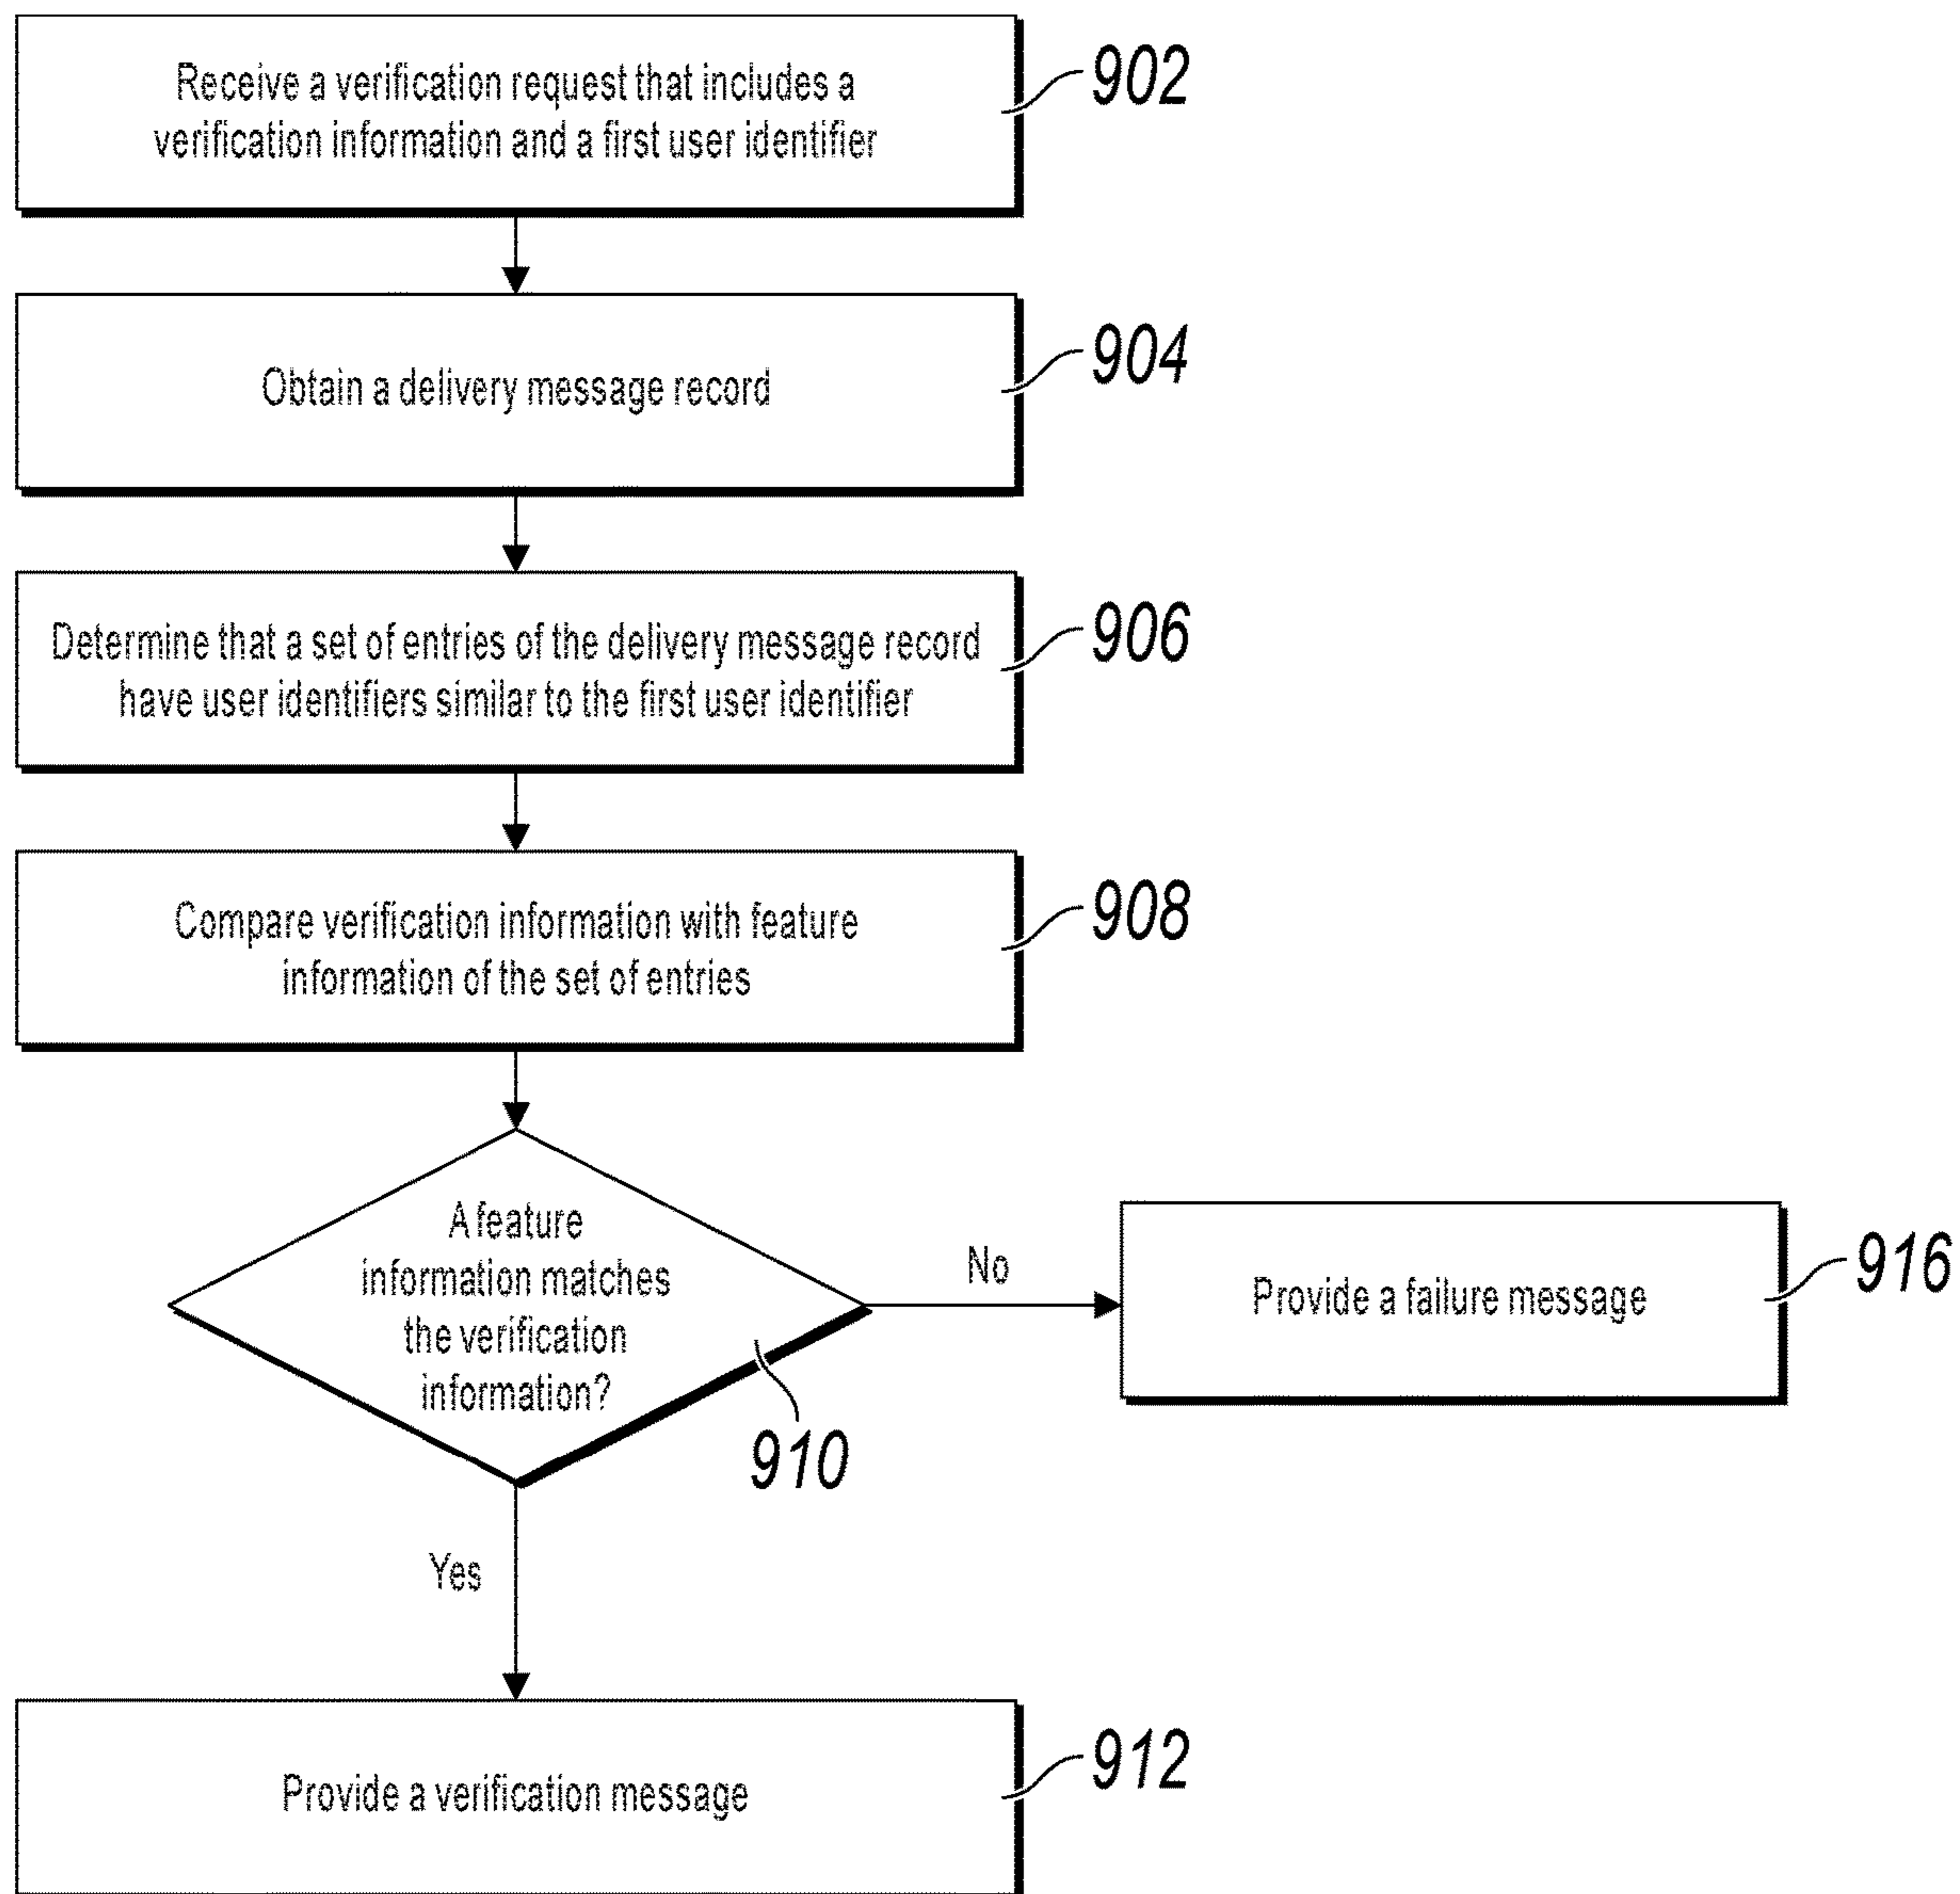 Receive a verification request that includes a
verification information and a first user identifier
902
Obtain a delivery message record
904
Determine that a set of entries of the delivery message record
have user identifiers similar to the first user identifier
906
Compare verification information with feature
information of the set of entries
908
A feature
information matches
the verification
information?
910
No
Provide a failure message
916
Yes
Provide a verification message
912